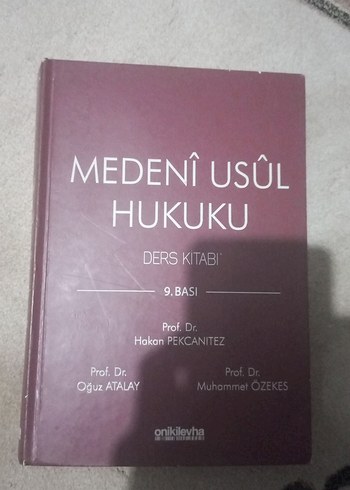 MEDENÎ USÛL
HUKUKU
DERS KİTABI
9. BASI
Prof. Dr.
Hakan PEKCANITEZ
Prof. Dr.
Oğuz ATALAY
Prof. Dr.
Muhammet ÖZEKES
onikilevha